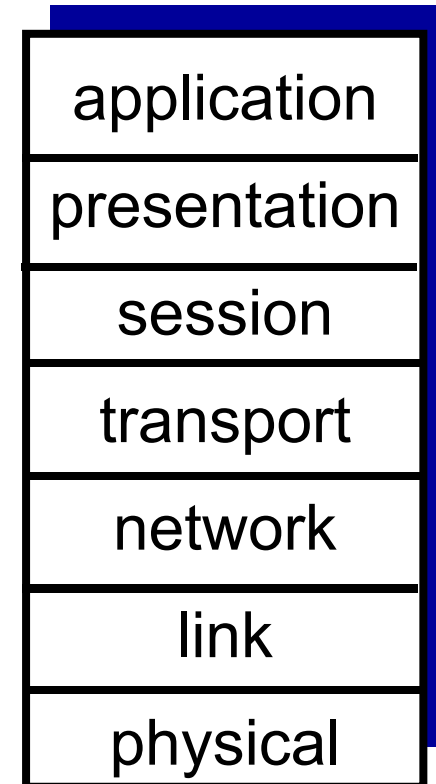 application
presentation
session
transport
network
link
physical